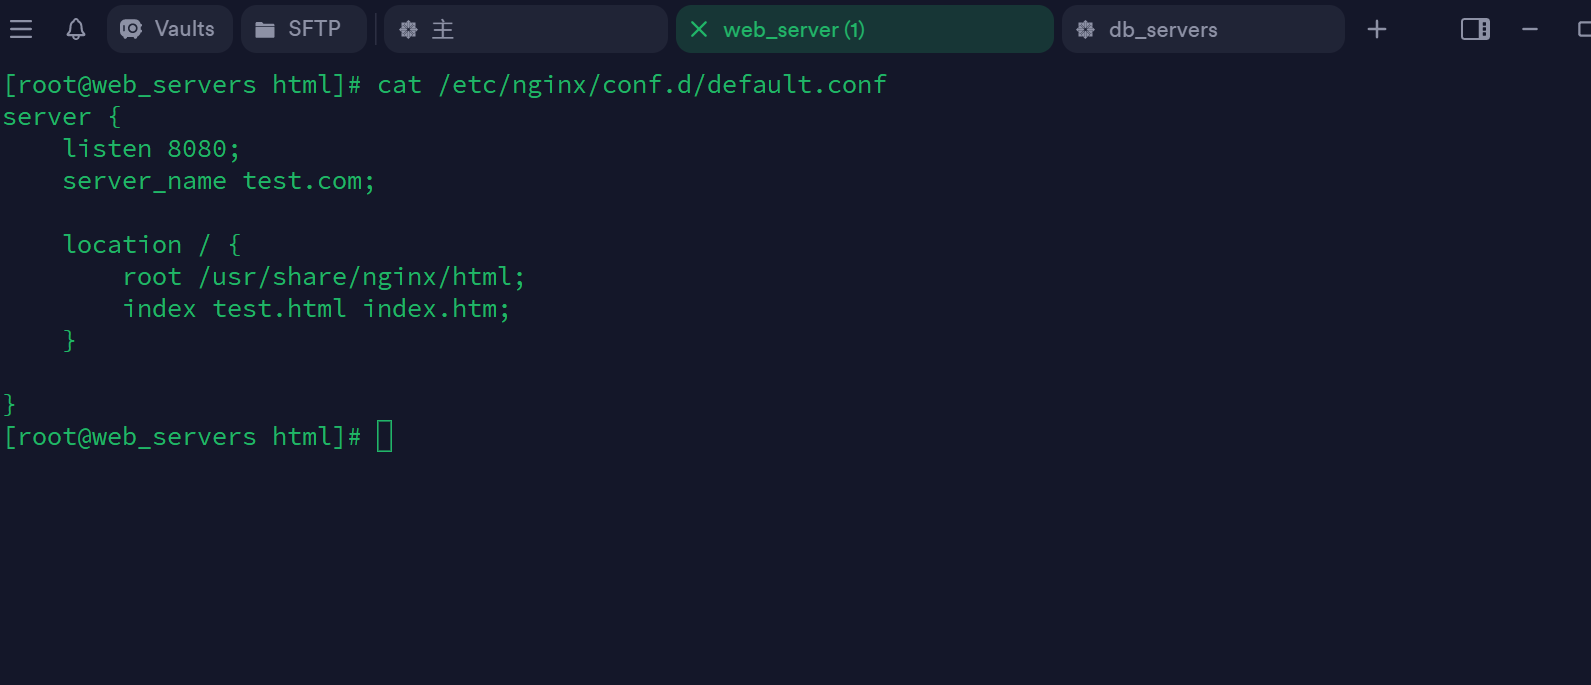 Vaults SFTP 主 web_server (1) db_servers
[root@web_servers html]# cat /etc/nginx/conf.d/default.conf
server {
    listen 8080;
    server_name test.com;
    location / {
        root /usr/share/nginx/html;
        index test.html index.htm;
    }
}
[root@web_servers html]#